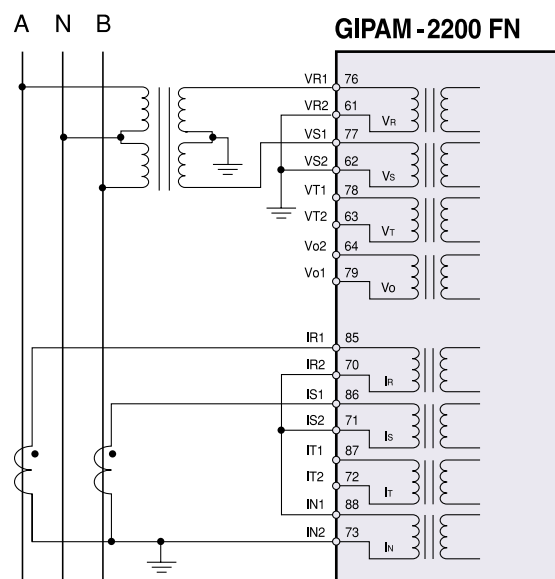 A N B
GIPAM-2200 FN
VR1 76
VR2 61
VR
VS1 77
VS2 62
VS
VT1 78
VT2 63
VT
Vo2 64
Vo1 79
Vo
IR1 85
IR2 70
IR
IS1 86
IS2 71
IS
IT1 87
IT2 72
IT
IN1 88
IN2 73
IN